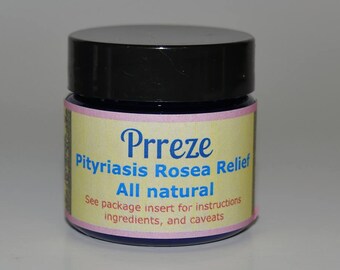 Prreze
Pityriasis Rosea Relief
All natural
See package insert for instructions
ingredients, and caveats